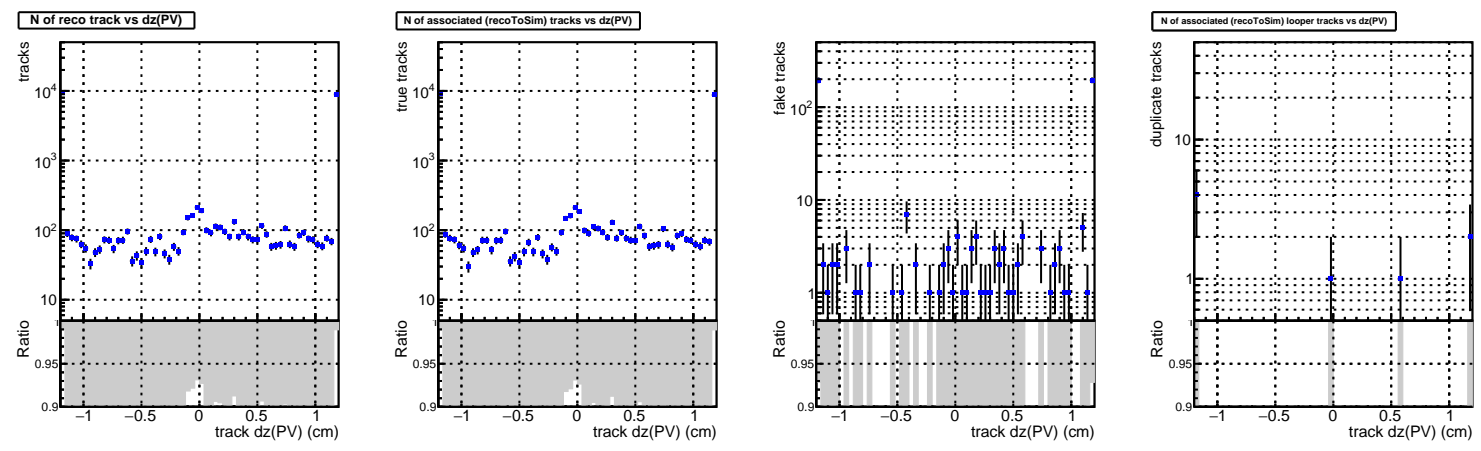 N of reco track vs dz(PV)
tracks
10^4
10^3
10^2
10
Ratio
1
0.95
0.9
−1 −0.5 0 0.5 1
track dz(PV) (cm)
N of associated (recoToSim) tracks vs dz(PV)
true tracks
10^4
10^3
10^2
10
Ratio
1
0.95
0.9
−1 −0.5 0 0.5 1
track dz(PV) (cm)
fake tracks
10^2
10
1
Ratio
1
0.95
0.9
−1 −0.5 0 0.5 1
track dz(PV) (cm)
N of associated (recoToSim) looper tracks vs dz(PV)
duplicate tracks
10
1
Ratio
1
0.95
0.9
−1 −0.5 0 0.5 1
track dz(PV) (cm)